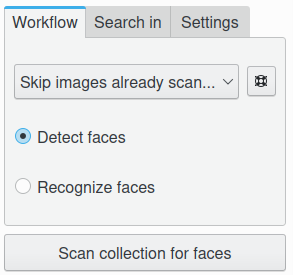 Workflow Search in Settings
Skip images already scan...
Detect faces
Recognize faces
Scan collection for faces